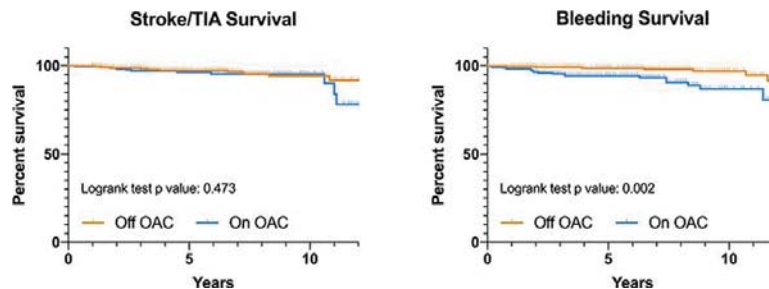 Stroke/TIA Survival
Percent survival
100
50
0
Logrank test p value: 0.473
Off OAC On OAC
0 5 10
Years
Bleeding Survival
Percent survival
100
50
0
Logrank test p value: 0.002
Off OAC On OAC
0 5 10
Years